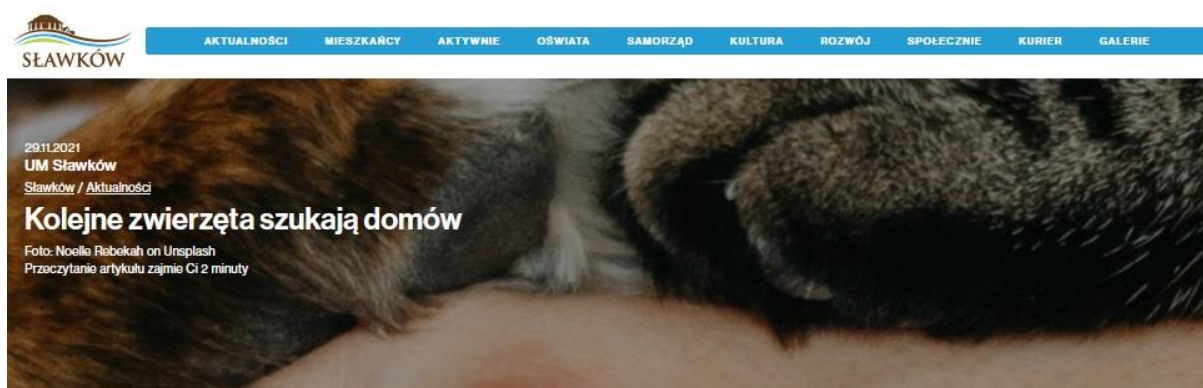 SŁAWKÓW
AKTUALNOŚCI MIESZKAŃCY AKTYWNIE OŚWIATA SAMORZĄD KULTURA ROZWÓJ SPOŁECZNIE KURIER GALERIE
29.11.2021
UM Sławków
Sławków / Aktualności
Kolejne zwierzęta szukają domów
Foto: Noelle Rebekah on Unsplash
Przeczytanie artykułu zajmie Ci 2 minuty